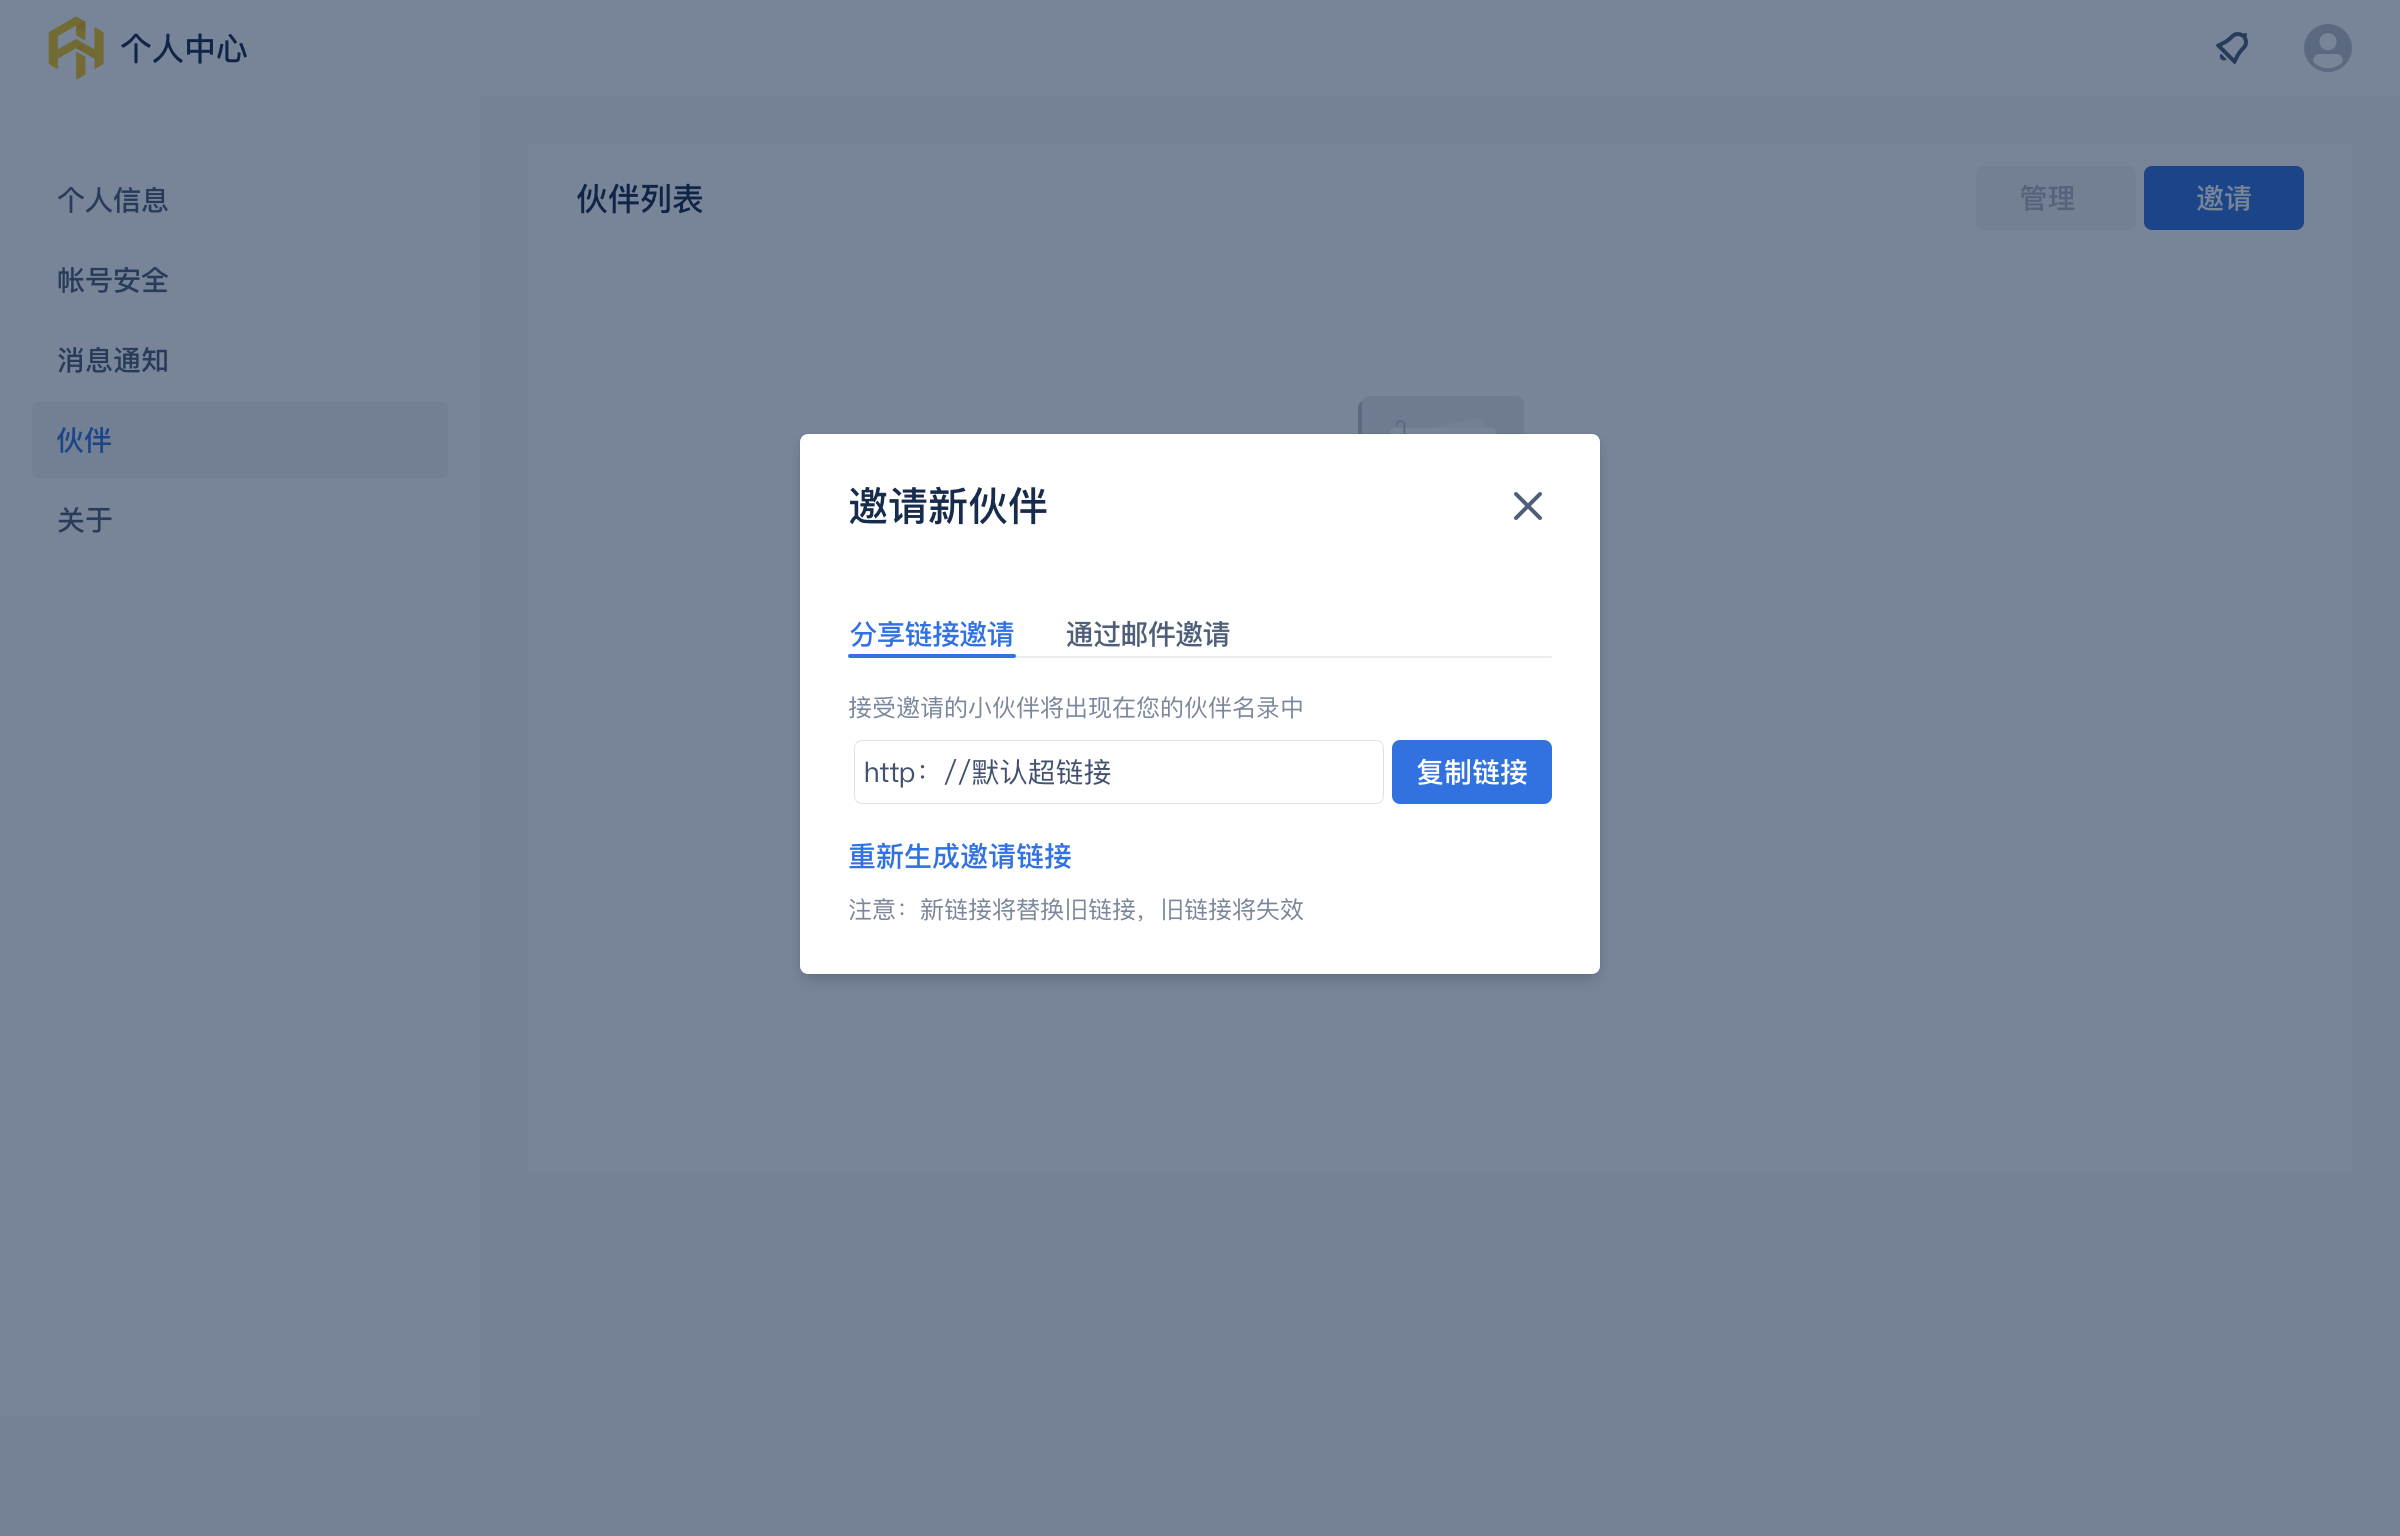 个人中心
个人信息
帐号安全
消息通知
伙伴
关于
伙伴列表
管理
邀请
邀请新伙伴
分享链接邀请
通过邮件邀请
接受邀请的小伙伴将出现在您的伙伴名录中
http：//默认超链接
复制链接
重新生成邀请链接
注意：新链接将替换旧链接，旧链接将失效